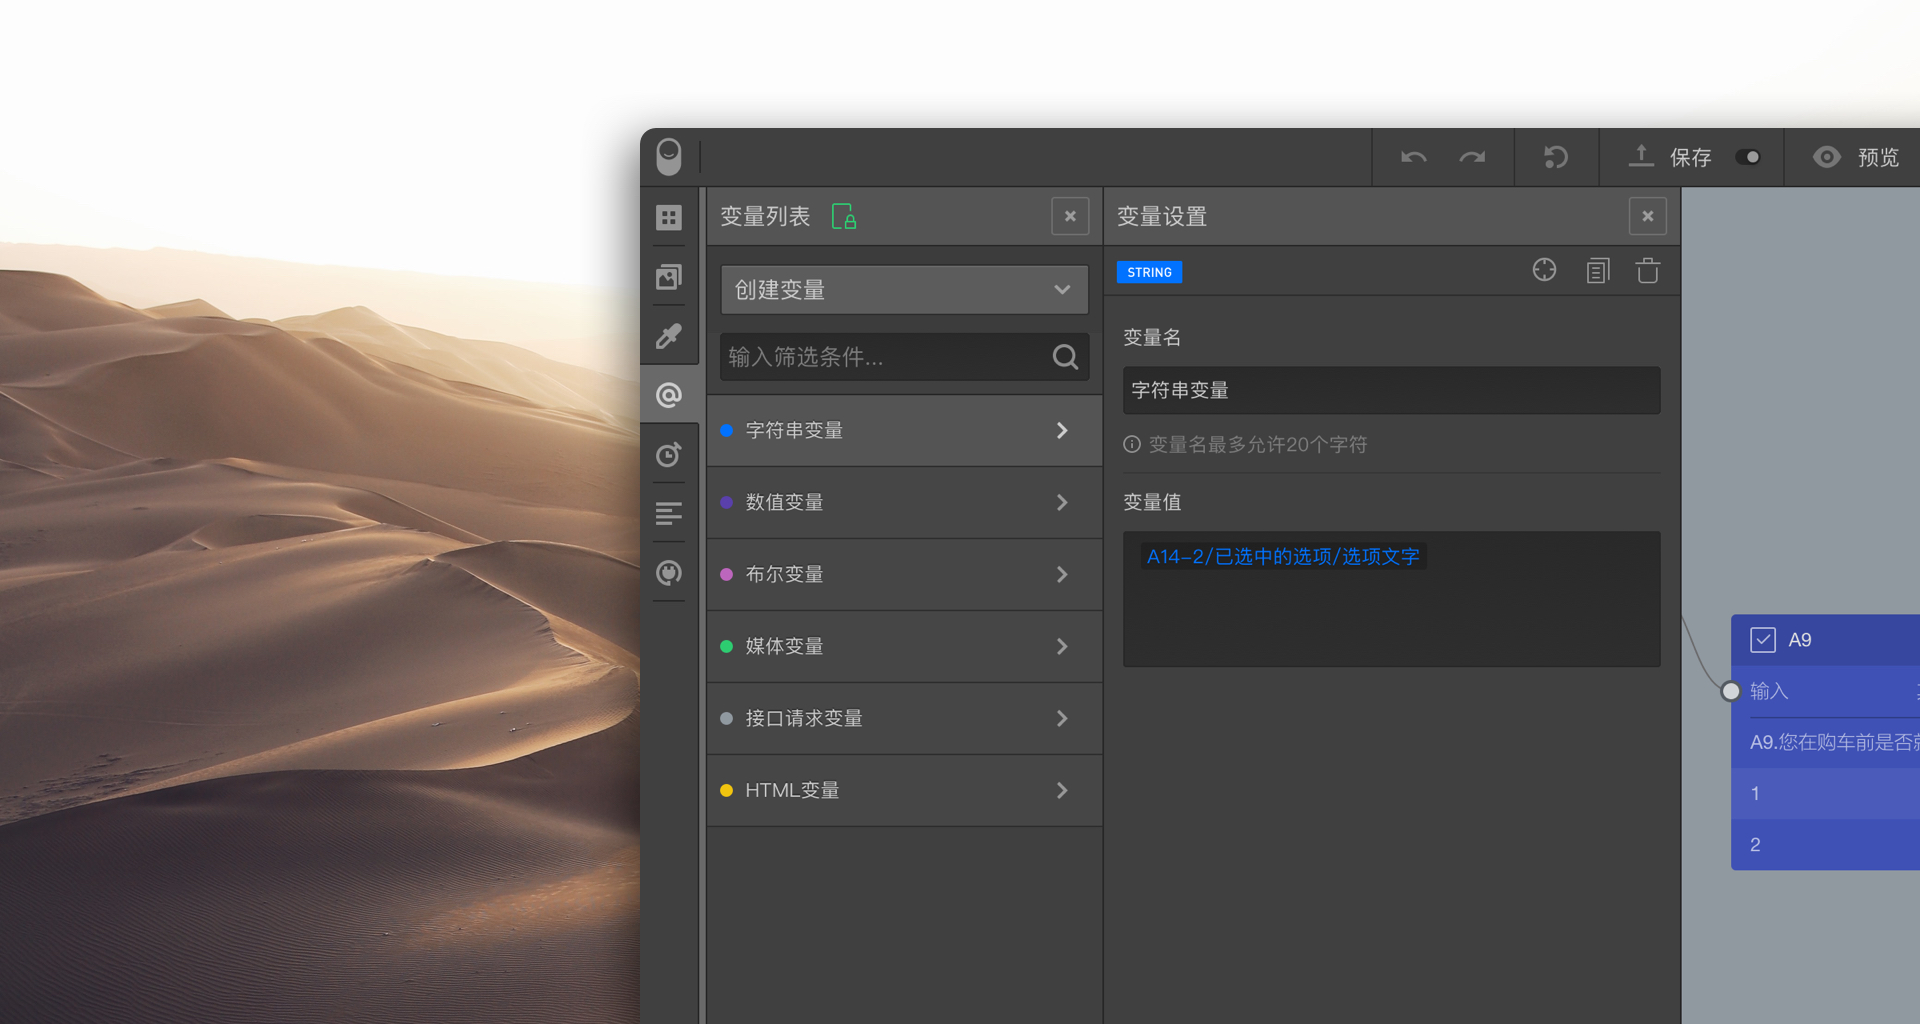 保存
预览
变量列表
变量设置
创建变量
STRING
输入筛选条件...
变量名
字符串变量
字符串变量
变量名最多允许20个字符
数值变量
变量值
A14-2/已选中的选项/选项文字
布尔变量
媒体变量
接口请求变量
HTML变量
A9
输入
A9.您在购车前是否
1
2